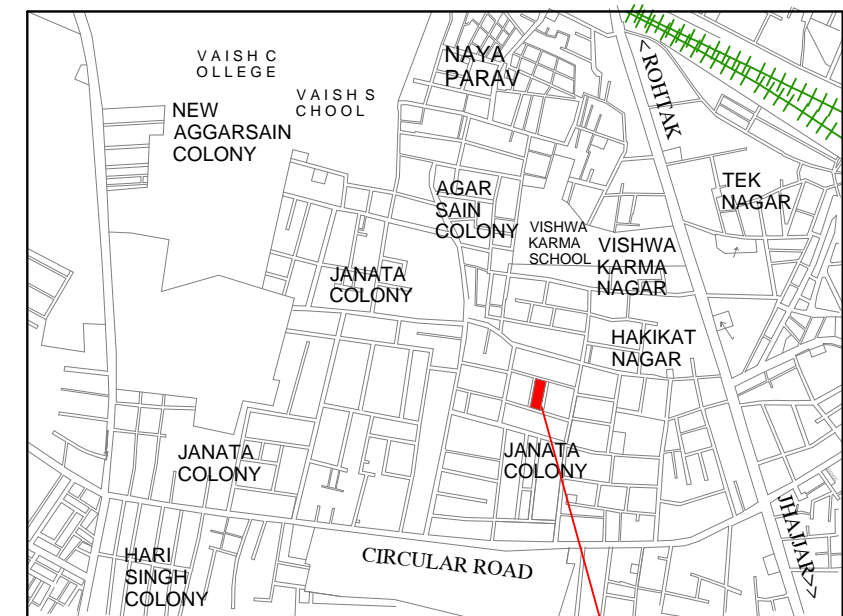 VAISH C
OLLEGE
VAISH S
CHOOL
NAYA
PARAV
<ROHTAK
NEW
AGGARSAIN
COLONY
TEK
NAGAR
AGAR
SAIN
COLONY
VISHWA
KARMA
SCHOOL
VISHWA
KARMA
NAGAR
JANATA
COLONY
HAKIKAT
NAGAR
JANATA
COLONY
JANATA
COLONY
JHAJJAR>>
CIRCULAR ROAD
HARI
SINGH
COLONY